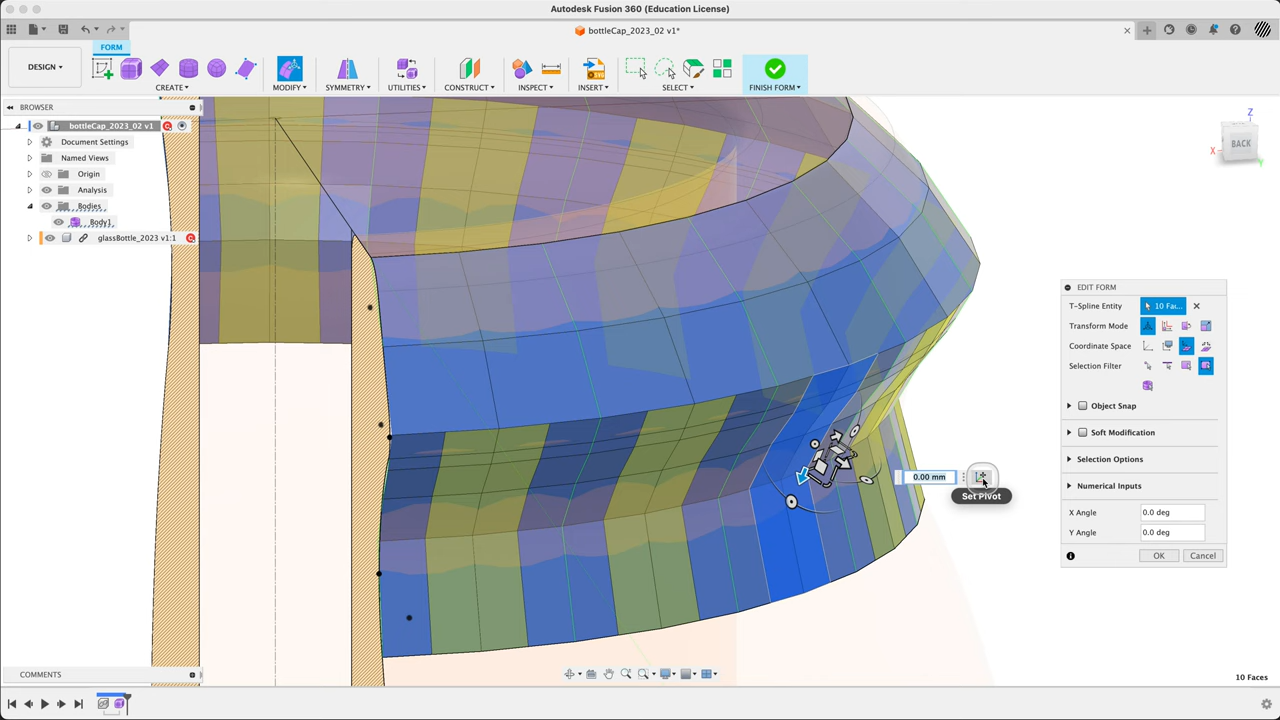 Autodesk Fusion 360 (Education License)
bottleCap_2023_02 v1*
FORM
DESIGN
CREATE
MODIFY
SYMMETRY
UTILITIES
CONSTRUCT
INSPECT
INSERT
SELECT
FINISH FORM
BROWSER
bottleCap_2023_02 v1
Document Settings
Named Views
Origin
Analysis
Bodies
Body1
glassBottle_2023 v1:1
Z
BACK
X
Y
EDIT FORM
T-Spline Entity
10 Fac...
Transform Mode
Coordinate Space
Selection Filter
Object Snap
Soft Modification
Selection Options
Numerical Inputs
X Angle
0.0 deg
Y Angle
0.0 deg
OK
Cancel
0.00 mm
Set Pivot
COMMENTS
10 Faces